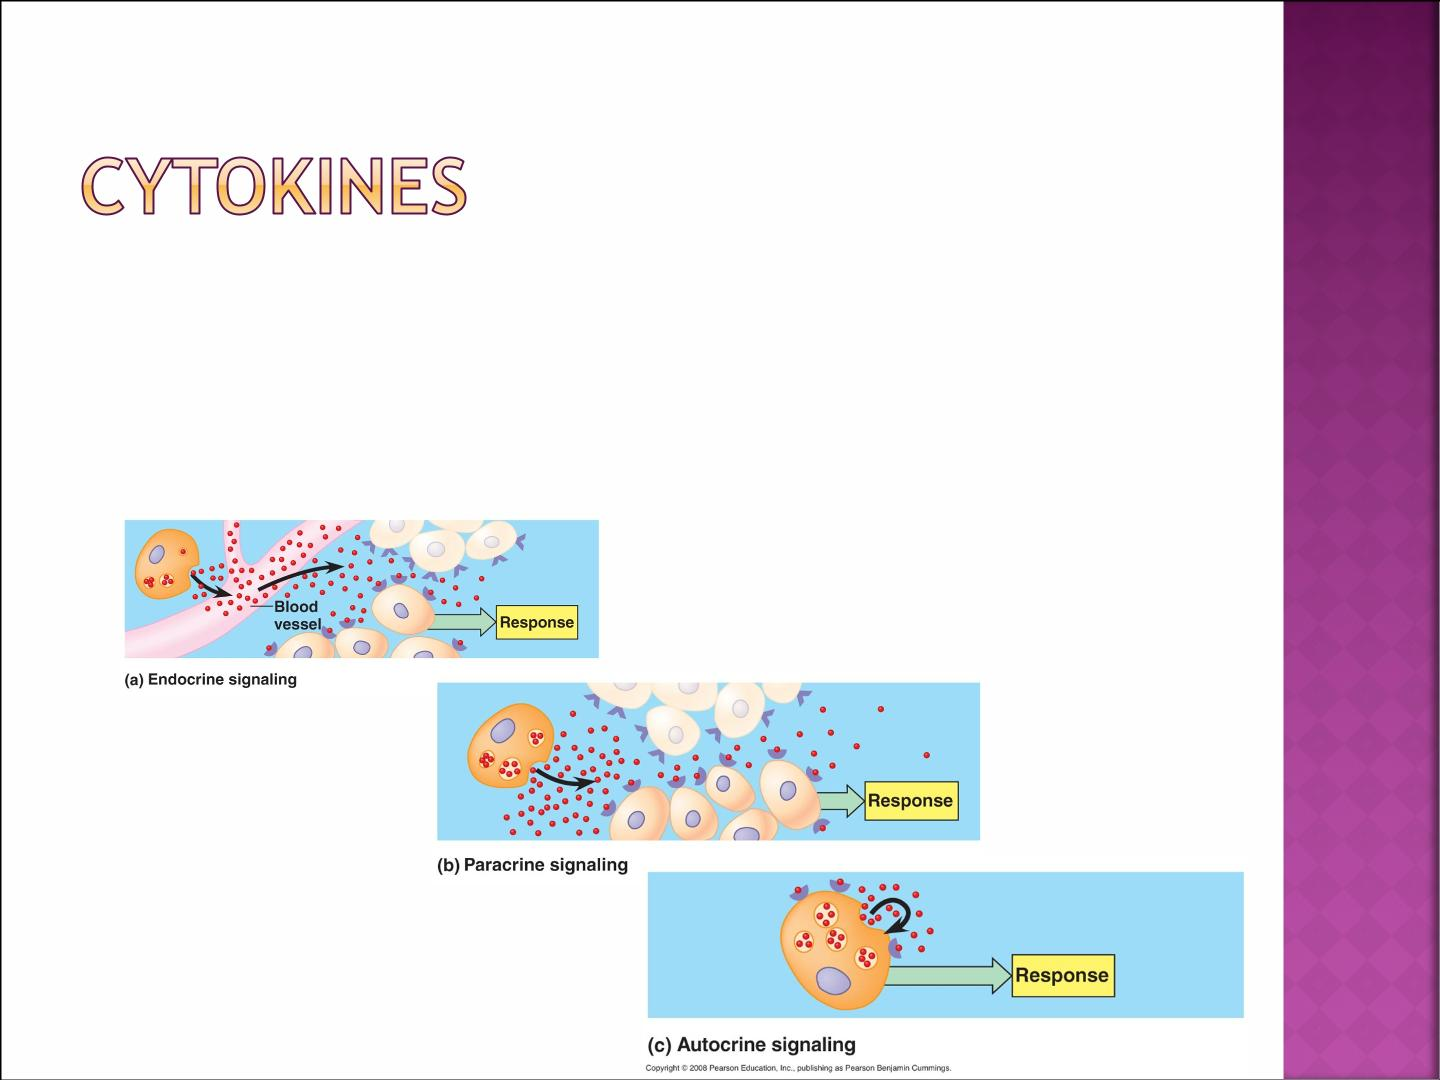 CYTOKINES
Blood
vessel
Response
(a) Endocrine signaling
Response
(b) Paracrine signaling
Response
(c) Autocrine signaling
Copyright © 2008 Pearson Education, Inc., publishing as Pearson Benjamin Cummings.